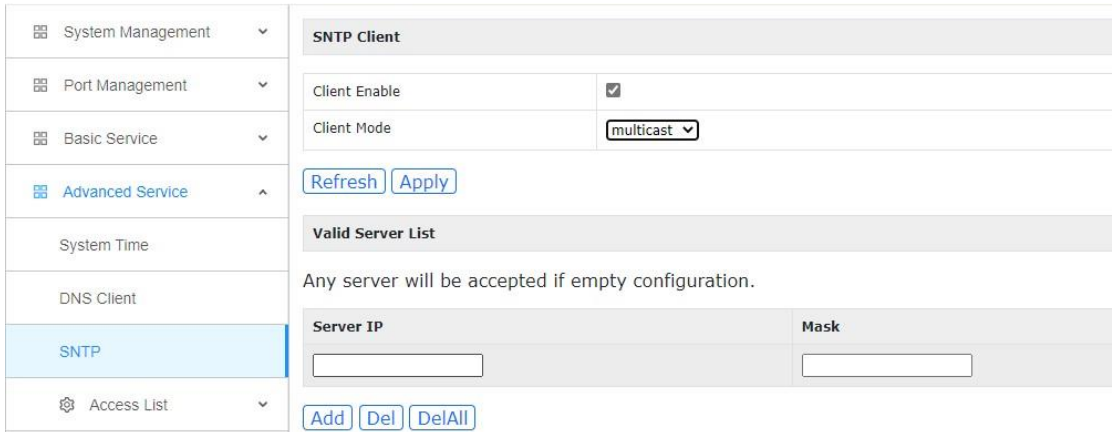 System Management
Port Management
Basic Service
Advanced Service
System Time
DNS Client
SNTP
Access List
SNTP Client
Client Enable
Client Mode multicast
Refresh Apply
Valid Server List
Any server will be accepted if empty configuration.
Server IP Mask
Add Del DelAll